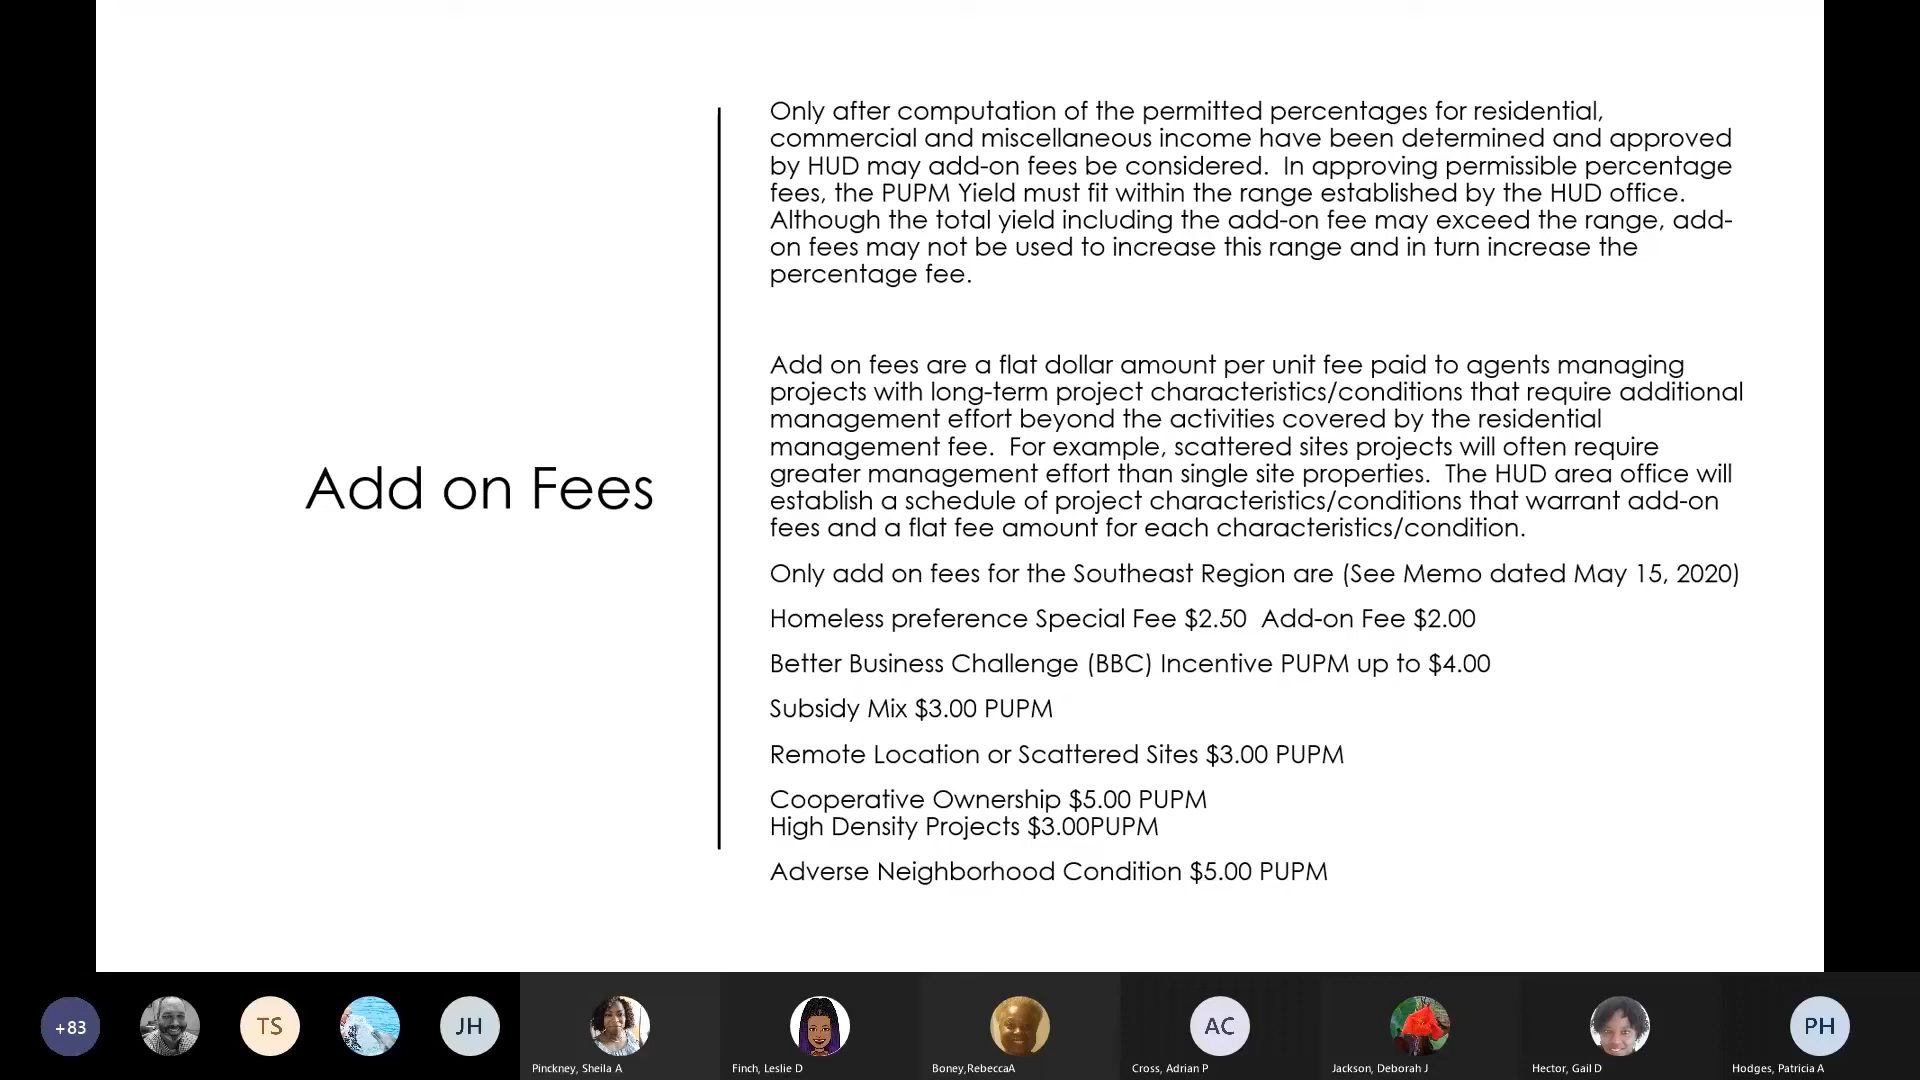 Only after computation of the permitted percentages for residential,
commercial and miscellaneous income have been determined and approved
by HUD may add-on fees be considered.  In approving permissible percentage
fees, the PUPM Yield must fit within the range established by the HUD office.
Although the total yield including the add-on fee may exceed the range, add-
on fees may not be used to increase this range and in turn increase the
percentage fee.
Add on Fees
Add on fees are a flat dollar amount per unit fee paid to agents managing
projects with long-term project characteristics/conditions that require additional
management effort beyond the activities covered by the residential
management fee.  For example, scattered sites projects will often require
greater management effort than single site properties.  The HUD area office will
establish a schedule of project characteristics/conditions that warrant add-on
fees and a flat fee amount for each characteristics/condition.
Only add on fees for the Southeast Region are (See Memo dated May 15, 2020)
Homeless preference Special Fee $2.50  Add-on Fee $2.00
Better Business Challenge (BBC) Incentive PUPM up to $4.00
Subsidy Mix $3.00 PUPM
Remote Location or Scattered Sites $3.00 PUPM
Cooperative Ownership $5.00 PUPM
High Density Projects $3.00PUPM
Adverse Neighborhood Condition $5.00 PUPM
+83
TS
JH
AC
PH
Pinckney, Sheila A
Finch, Leslie D
Boney,RebeccaA
Cross, Adrian P
Jackson, Deborah J
Hector, Gail D
Hodges, Patricia A